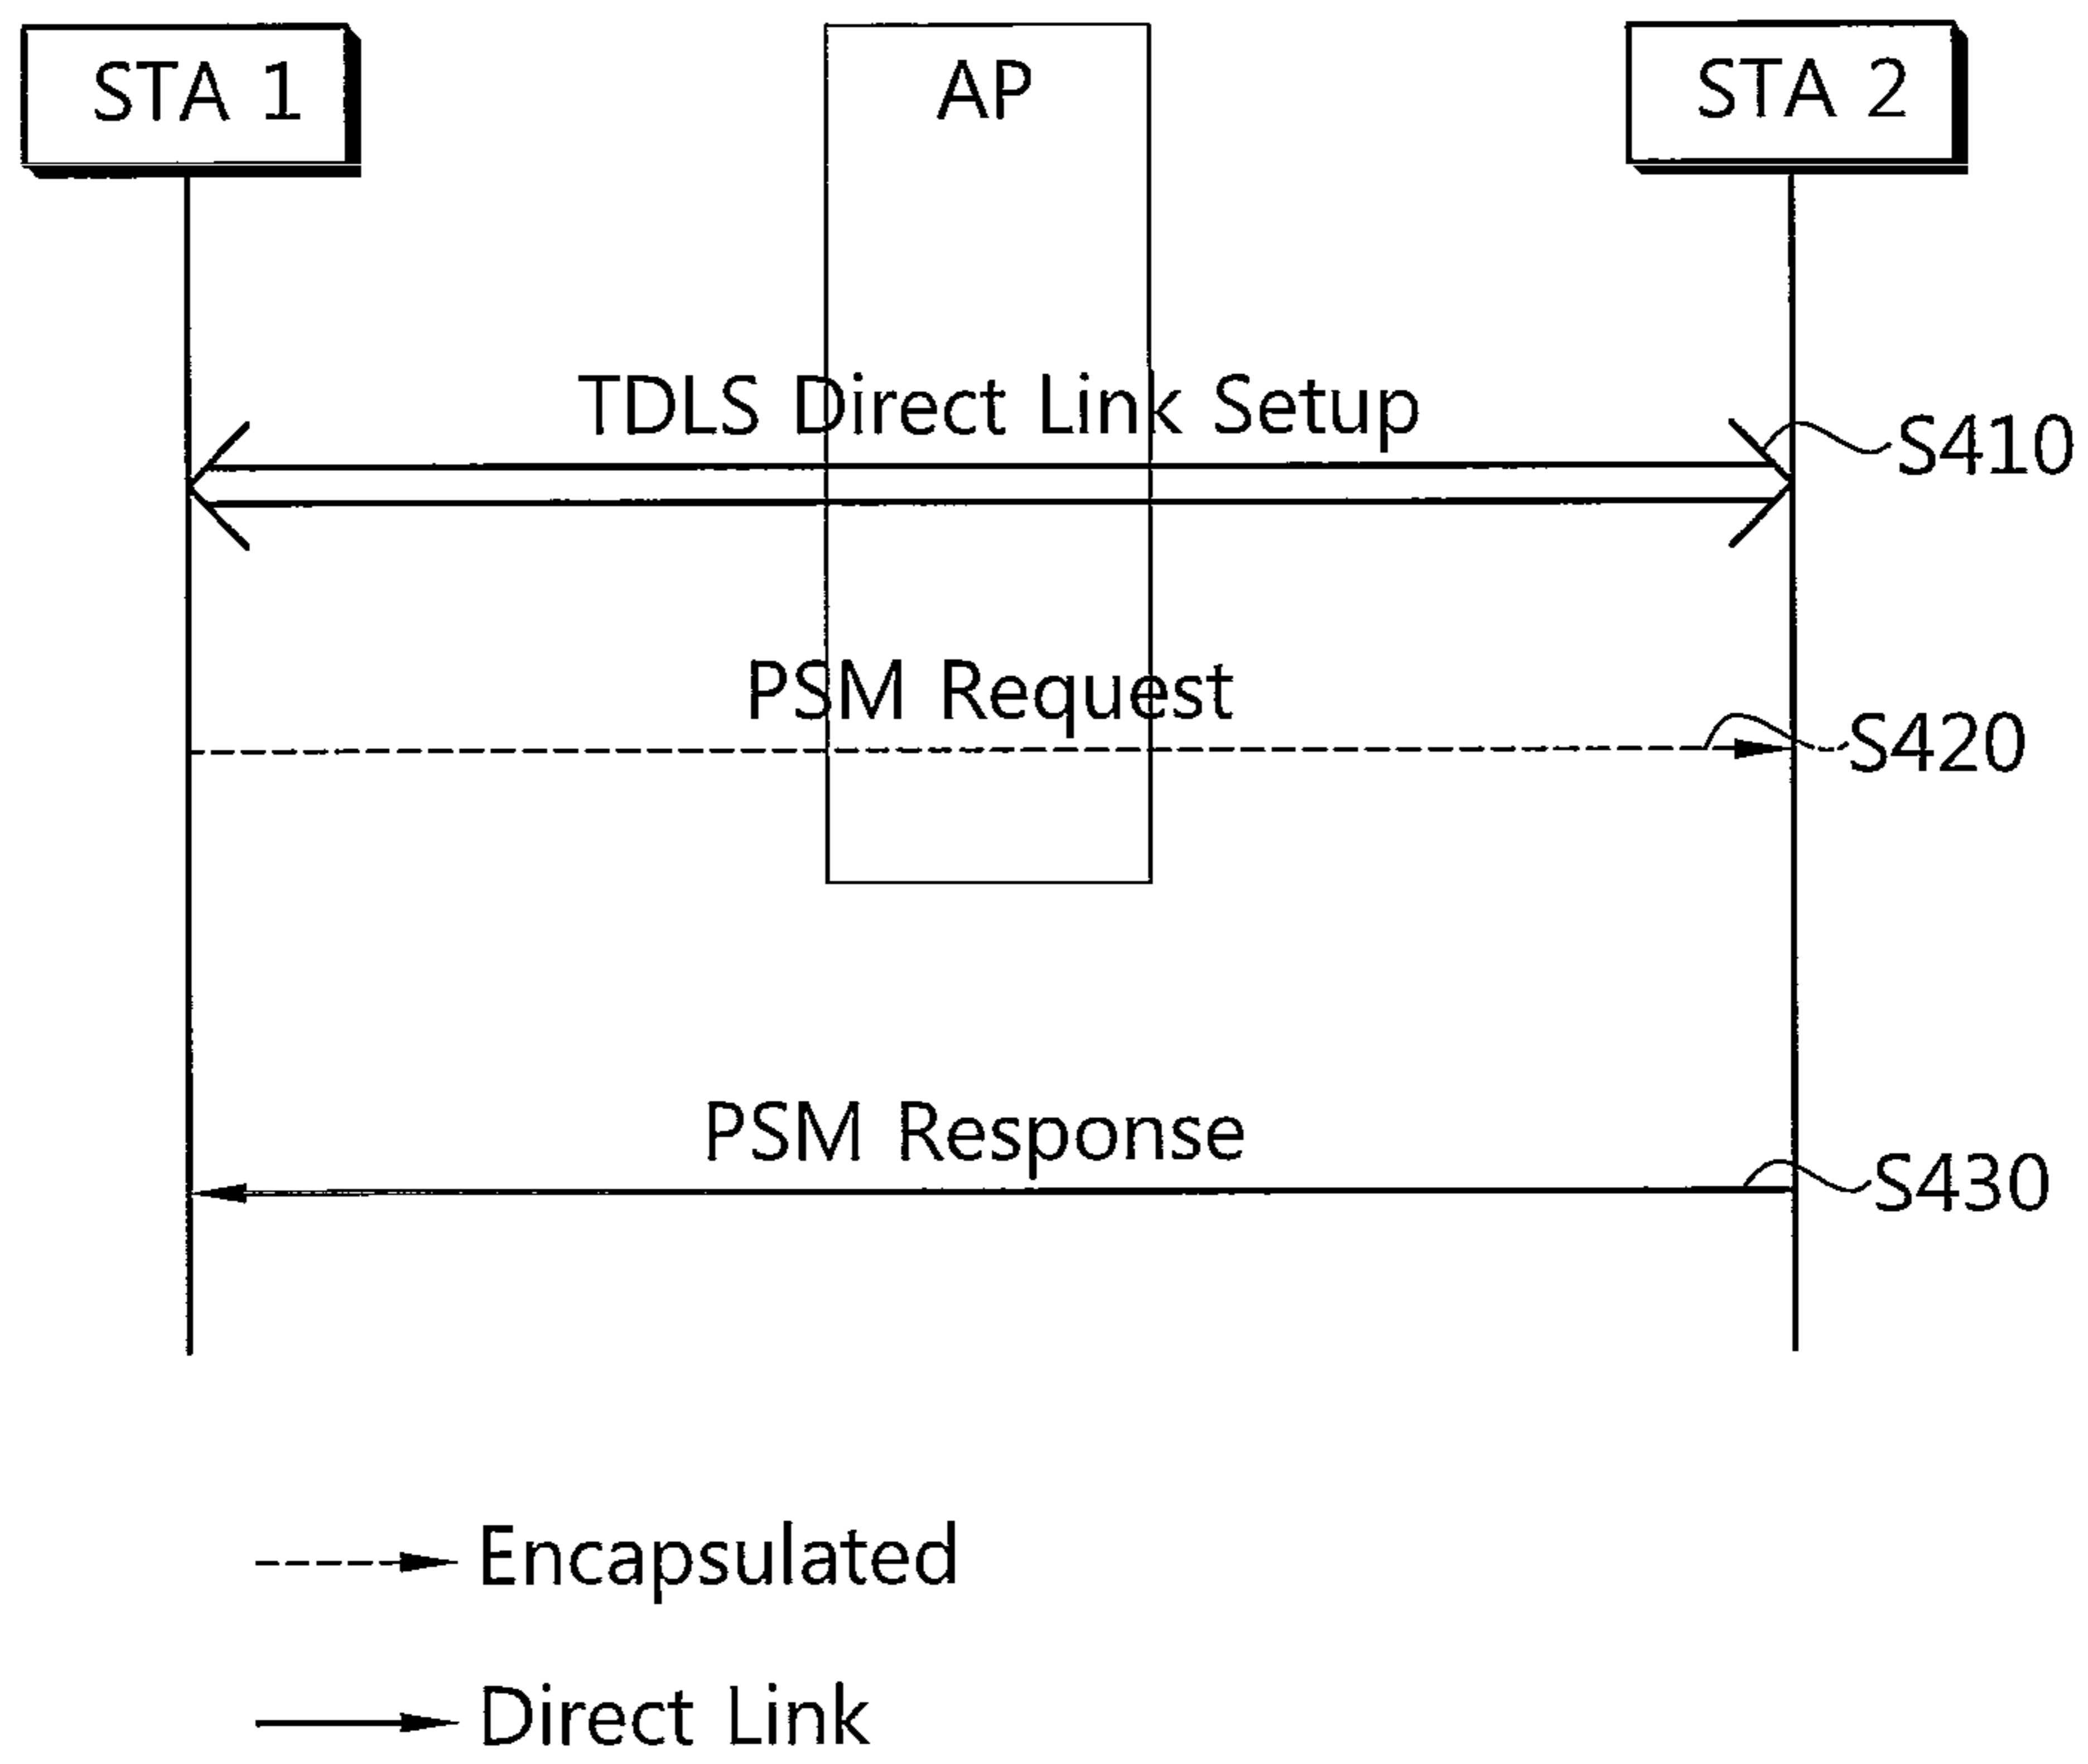 STA 1
AP
STA 2
TDLS Direct Link Setup
S410
PSM Request
S420
PSM Response
S430
Encapsulated
Direct Link